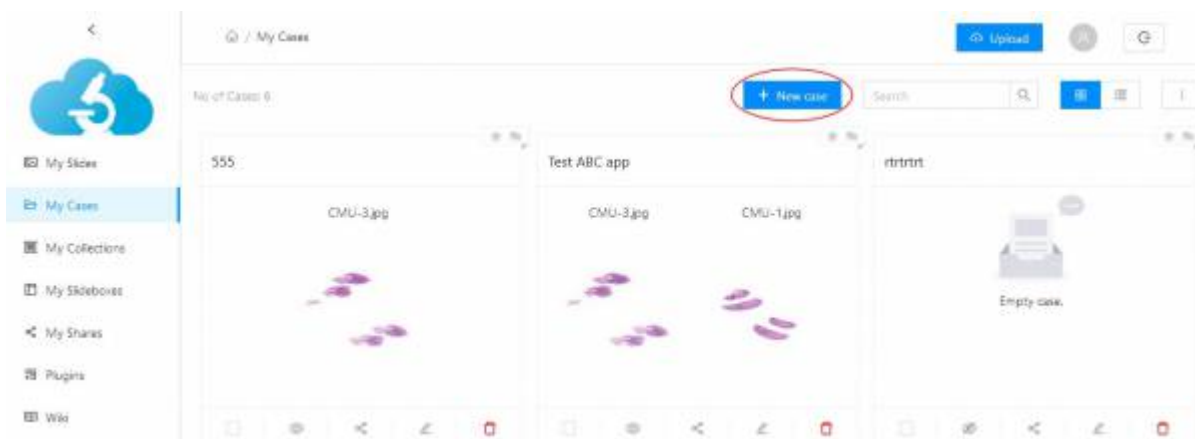 / My Cases
Upload
No of Cases: 6
+ New case
Search
My Slides
My Cases
My Collections
My Slideboxes
My Shares
Plugins
Wiki
555
CMU-3.jpg
Test ABC app
CMU-3.jpg CMU-1.jpg
rtrtrtrt
Empty case.